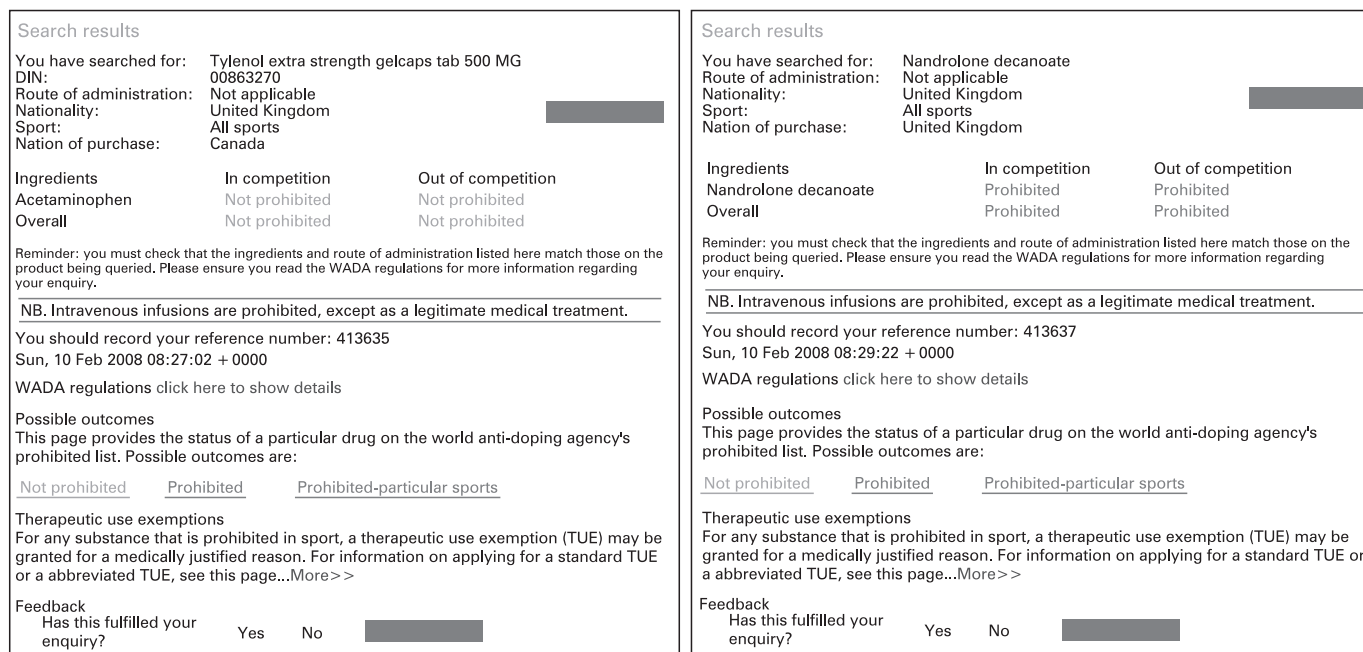 Search results
You have searched for: Tylenol extra strength gelcaps tab 500 MG
DIN: 00863270
Route of administration: Not applicable
Nationality: United Kingdom
Sport: All sports
Nation of purchase: Canada
Ingredients In competition Out of competition
Acetaminophen Not prohibited Not prohibited
Overall Not prohibited Not prohibited
Reminder: you must check that the ingredients and route of administration listed here match those on the
product being queried. Please ensure you read the WADA regulations for more information regarding
your enquiry.
NB. Intravenous infusions are prohibited, except as a legitimate medical treatment.
You should record your reference number: 413635
Sun, 10 Feb 2008 08:27:02 + 0000
WADA regulations click here to show details
Possible outcomes
This page provides the status of a particular drug on the world anti-doping agency's
prohibited list. Possible outcomes are:
Not prohibited Prohibited Prohibited-particular sports
Therapeutic use exemptions
For any substance that is prohibited in sport, a therapeutic use exemption (TUE) may be
granted for a medically justified reason. For information on applying for a standard TUE
or a abbreviated TUE, see this page...More>>
Feedback
Has this fulfilled your
enquiry? Yes No
Search results
You have searched for: Nandrolone decanoate
Route of administration: Not applicable
Nationality: United Kingdom
Sport: All sports
Nation of purchase: United Kingdom
Ingredients In competition Out of competition
Nandrolone decanoate Prohibited Prohibited
Overall Prohibited Prohibited
Reminder: you must check that the ingredients and route of administration listed here match those on the
product being queried. Please ensure you read the WADA regulations for more information regarding
your enquiry.
NB. Intravenous infusions are prohibited, except as a legitimate medical treatment.
You should record your reference number: 413637
Sun, 10 Feb 2008 08:29:22 + 0000
WADA regulations click here to show details
Possible outcomes
This page provides the status of a particular drug on the world anti-doping agency's
prohibited list. Possible outcomes are:
Not prohibited Prohibited Prohibited-particular sports
Therapeutic use exemptions
For any substance that is prohibited in sport, a therapeutic use exemption (TUE) may be
granted for a medically justified reason. For information on applying for a standard TUE or
a abbreviated TUE, see this page...More>>
Feedback
Has this fulfilled your
enquiry? Yes No